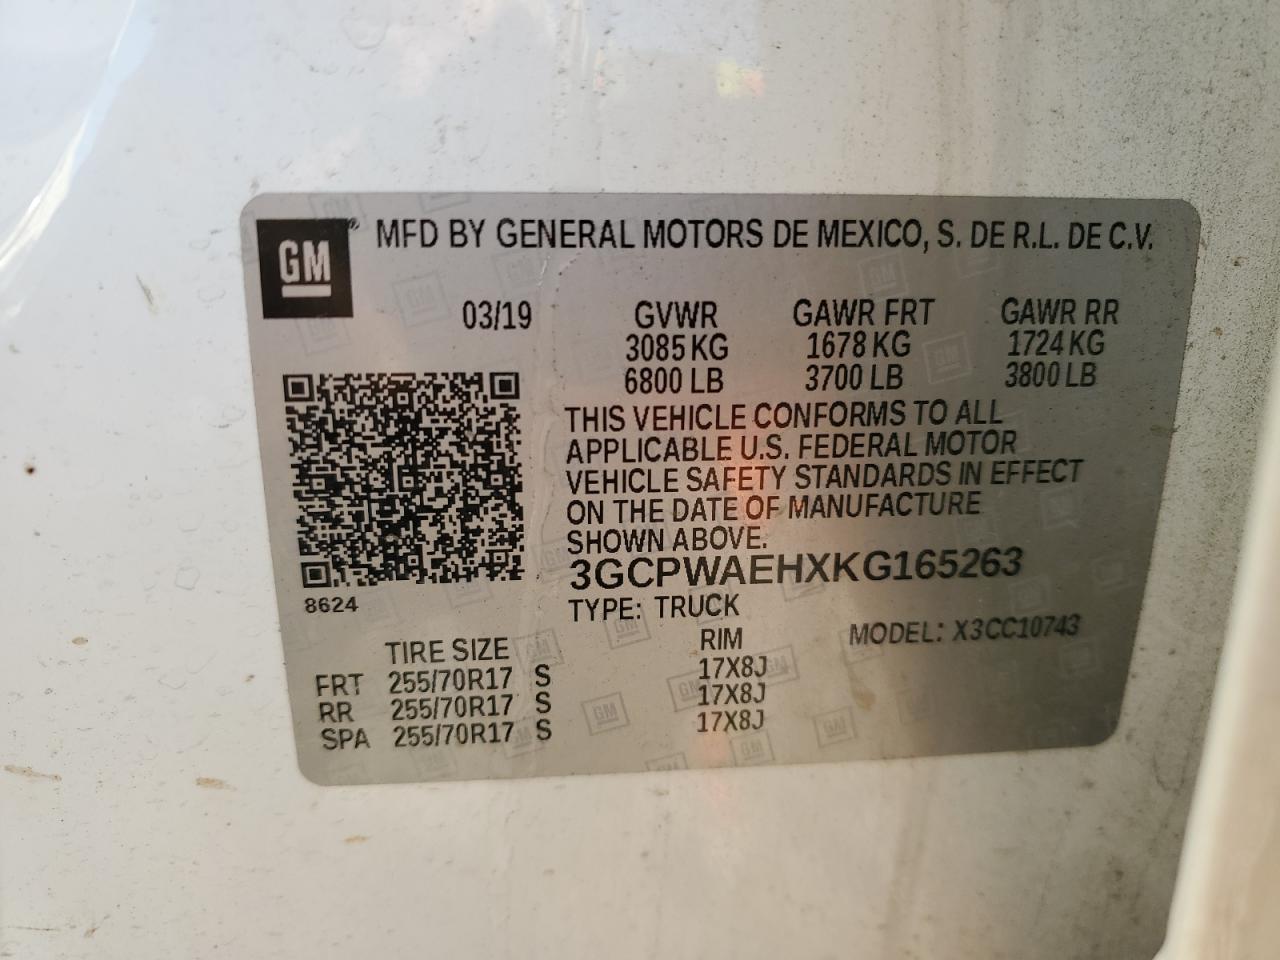 GM® MFD BY GENERAL MOTORS DE MEXICO, S. DE R.L. DE C.V.
03/19 GVWR GAWR FRT GAWR RR
3085 KG 1678 KG 1724 KG
6800 LB 3700 LB 3800 LB
THIS VEHICLE CONFORMS TO ALL
APPLICABLE U.S. FEDERAL MOTOR
VEHICLE SAFETY STANDARDS IN EFFECT
ON THE DATE OF MANUFACTURE
SHOWN ABOVE.
3GCPWAEHXKG165263
8624 TYPE: TRUCK
TIRE SIZE RIM MODEL: X3CC10743
FRT 255/70R17 S 17X8J
RR 255/70R17 S 17X8J
SPA 255/70R17 S 17X8J